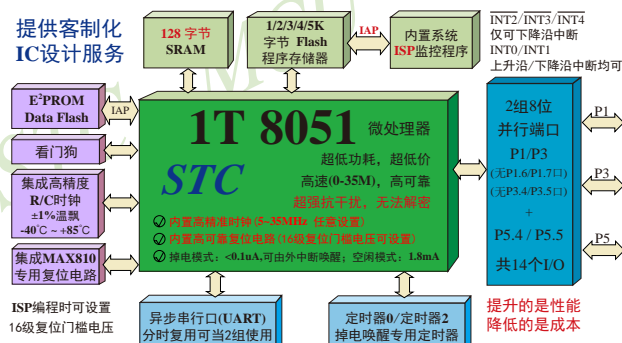 提供客制化
IC设计服务
128 字节
SRAM
1/2/3/4/5K
字节 Flash
程序存储器
IAP
内置系统
ISP监控程序
INT2/INT3/INT4
仅可下降沿中断
INT0/INT1
上升沿/下降沿中断均可
E²PROM
Data Flash
IAP
看门狗
集成高精度
R/C时钟
±1%温飘
-40℃～+85℃
集成MAX810
专用复位电路
ISP编程时可设置
16级复位门槛电压
1T 8051 微处理器
STC
超低功耗，超低价
高速(0-35M)，高可靠
超强抗干扰，无法解密
内置高精准时钟(5~35MHz 任意设置)
内置高可靠复位电路(16级复位门槛电压可设置)
掉电模式：<0.1uA,可由外中断唤醒；空闲模式：1.8mA
2组8位
并行端口
P1/P3
(无P1.6/P1.7口)
(无P3.4/P3.5口)
+
P5.4 / P5.5
共14个I/O
P1
P3
P5
异步串行口(UART)
分时复用可当2组使用
定时器0/定时器2
掉电唤醒专用定时器
提升的是性能
降低的是成本